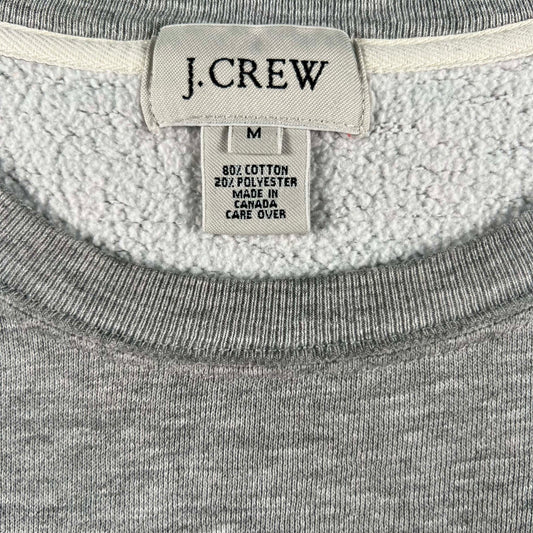 J.CREW
M
80% COTTON
20% POLYESTER
MADE IN
CANADA
CARE OVER